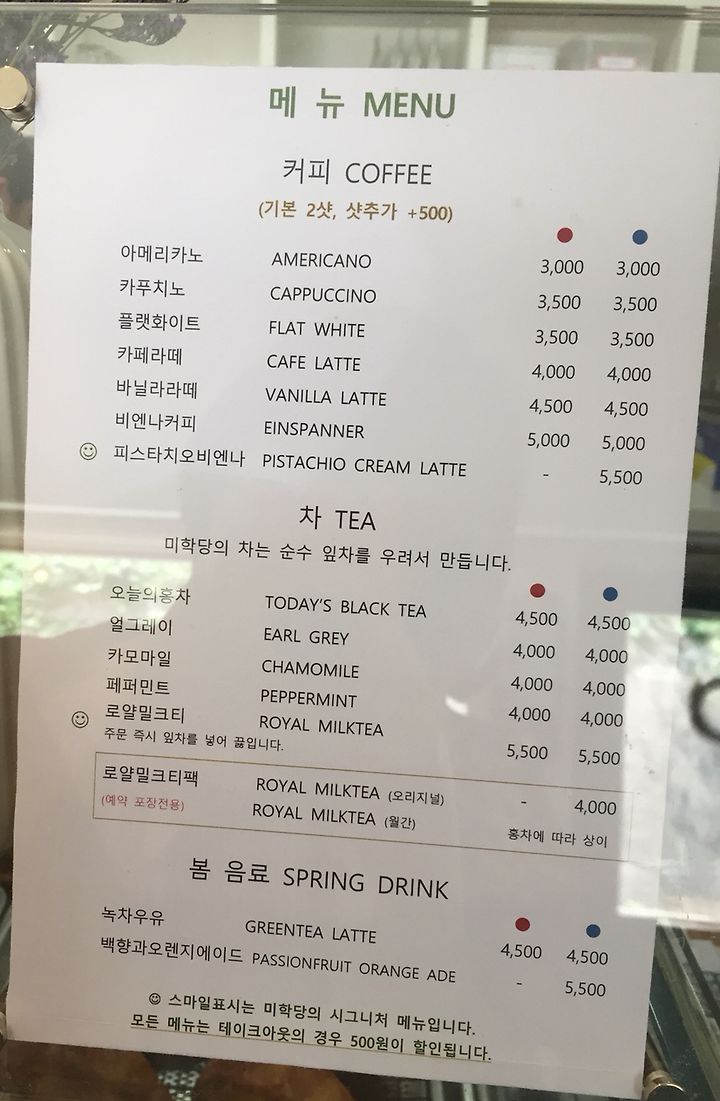 메 뉴 MENU
커피 COFFEE
(기본 2샷, 샷추가 +500)
아메리카노 AMERICANO 3,000 3,000
카푸치노 CAPPUCCINO 3,500 3,500
플랫화이트 FLAT WHITE 3,500 3,500
카페라떼 CAFE LATTE 4,000 4,000
바닐라라떼 VANILLA LATTE 4,500 4,500
비엔나커피 EINSPANNER 5,000 5,000
☺ 피스타치오비엔나 PISTACHIO CREAM LATTE - 5,500
차 TEA
미학당의 차는 순수 잎차를 우려서 만듭니다.
오늘의홍차 TODAY'S BLACK TEA 4,500 4,500
얼그레이 EARL GREY 4,000 4,000
카모마일 CHAMOMILE 4,000 4,000
페퍼민트 PEPPERMINT 4,000 4,000
☺ 로얄밀크티 ROYAL MILKTEA 5,500 5,500
주문 즉시 잎차를 넣어 끓입니다.
로얄밀크티팩 ROYAL MILKTEA (오리지널) - 4,000
(예약 포장전용) ROYAL MILKTEA (월간) 홍차에 따라 상이
봄 음료 SPRING DRINK
녹차우유 GREENTEA LATTE 4,500 4,500
백향과오렌지에이드 PASSIONFRUIT ORANGE ADE - 5,500
☺ 스마일표시는 미학당의 시그니처 메뉴입니다.
모든 메뉴는 테이크아웃의 경우 500원이 할인됩니다.